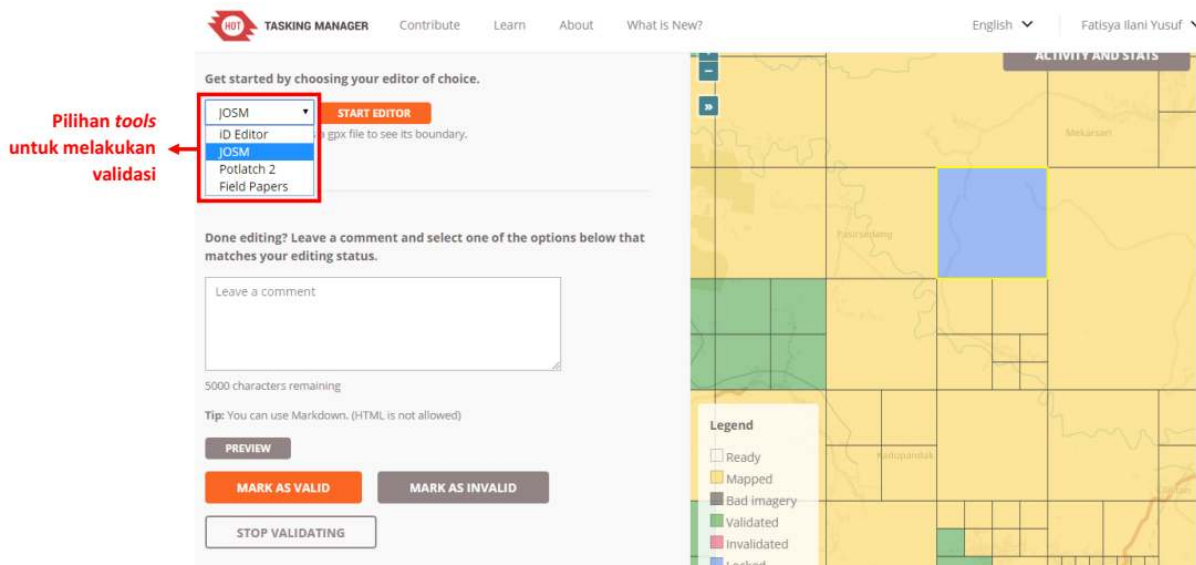 HOT TASKING MANAGER Contribute Learn About What is New? English Fatisya Ilani Yusuf
Pilihan tools
untuk melakukan
validasi
Get started by choosing your editor of choice.
JOSM START EDITOR
iD Editor
gpx file to see its boundary.
JOSM
Potlatch 2
Field Papers
Done editing? Leave a comment and select one of the options below that
matches your editing status.
Leave a comment
5000 characters remaining
Tip: You can use Markdown. (HTML is not allowed)
PREVIEW
MARK AS VALID MARK AS INVALID
STOP VALIDATING
ACTIVITY AND STATS
Mekarsari
Legend
Ready
Mapped
Bad imagery
Validated
Invalidated
Locked